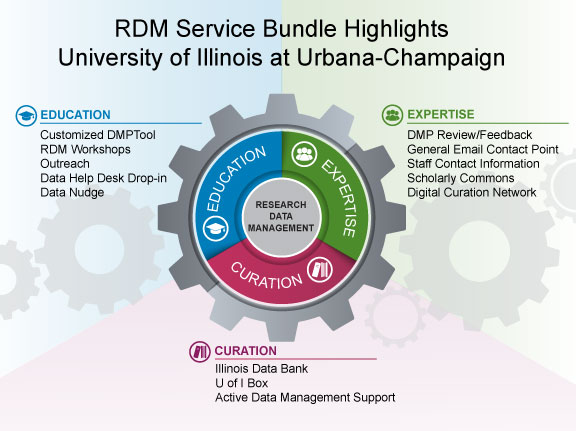 RDM Service Bundle Highlights
University of Illinois at Urbana-Champaign
EDUCATION
Customized DMPTool
RDM Workshops
Outreach
Data Help Desk Drop-in
Data Nudge
EXPERTISE
DMP Review/Feedback
General Email Contact Point
Staff Contact Information
Scholarly Commons
Digital Curation Network
EDUCATION
EXPERTISE
RESEARCH
DATA
MANAGEMENT
CURATION
CURATION
Illinois Data Bank
U of I Box
Active Data Management Support